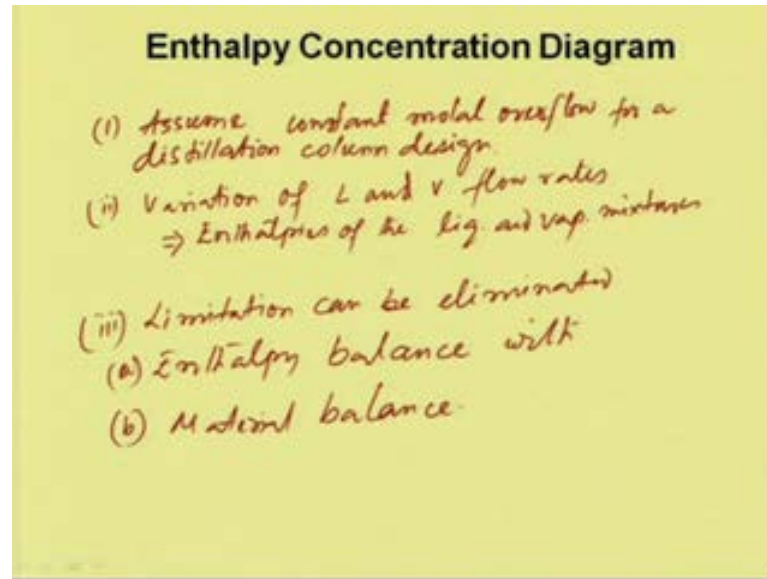 Enthalpy Concentration Diagram
(i) Assume constant molal overflow for a
distillation column design.
(ii) Variation of L and V flow rates
⇒ Enthalpies of the liq. and vap. mixtures
(iii) Limitation can be eliminated
(a) Enthalpy balance with
(b) Material balance.